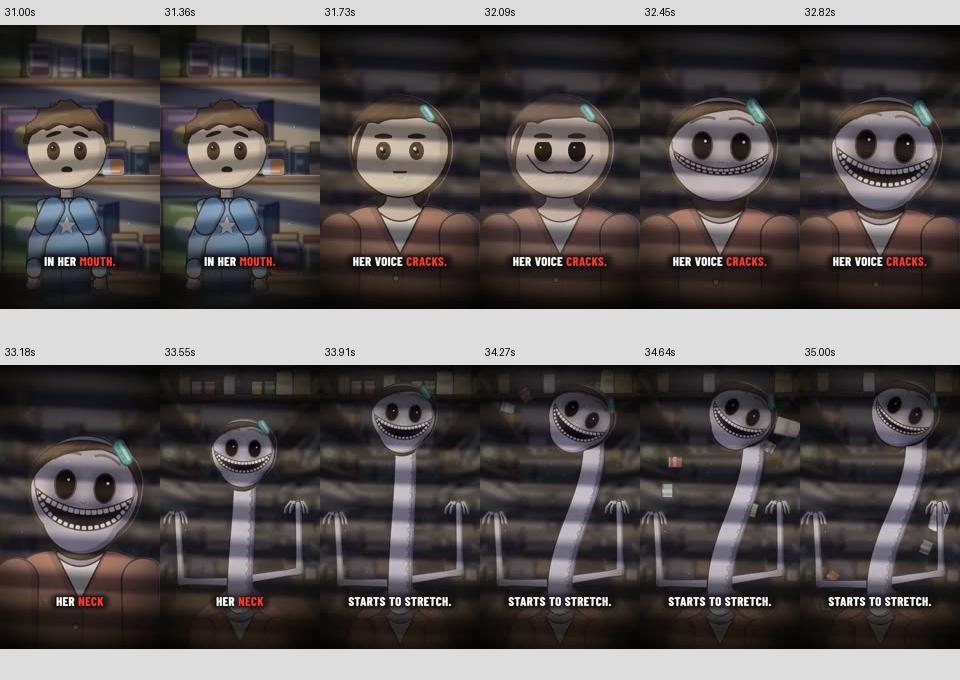 31.00s
31.36s
31.73s
32.09s
32.45s
32.82s
IN HER MOUTH.
IN HER MOUTH.
HER VOICE CRACKS.
HER VOICE CRACKS.
HER VOICE CRACKS.
HER VOICE CRACKS.
33.18s
33.55s
33.91s
34.27s
34.64s
35.00s
HER NECK
HER NECK
STARTS TO STRETCH.
STARTS TO STRETCH.
STARTS TO STRETCH.
STARTS TO STRETCH.